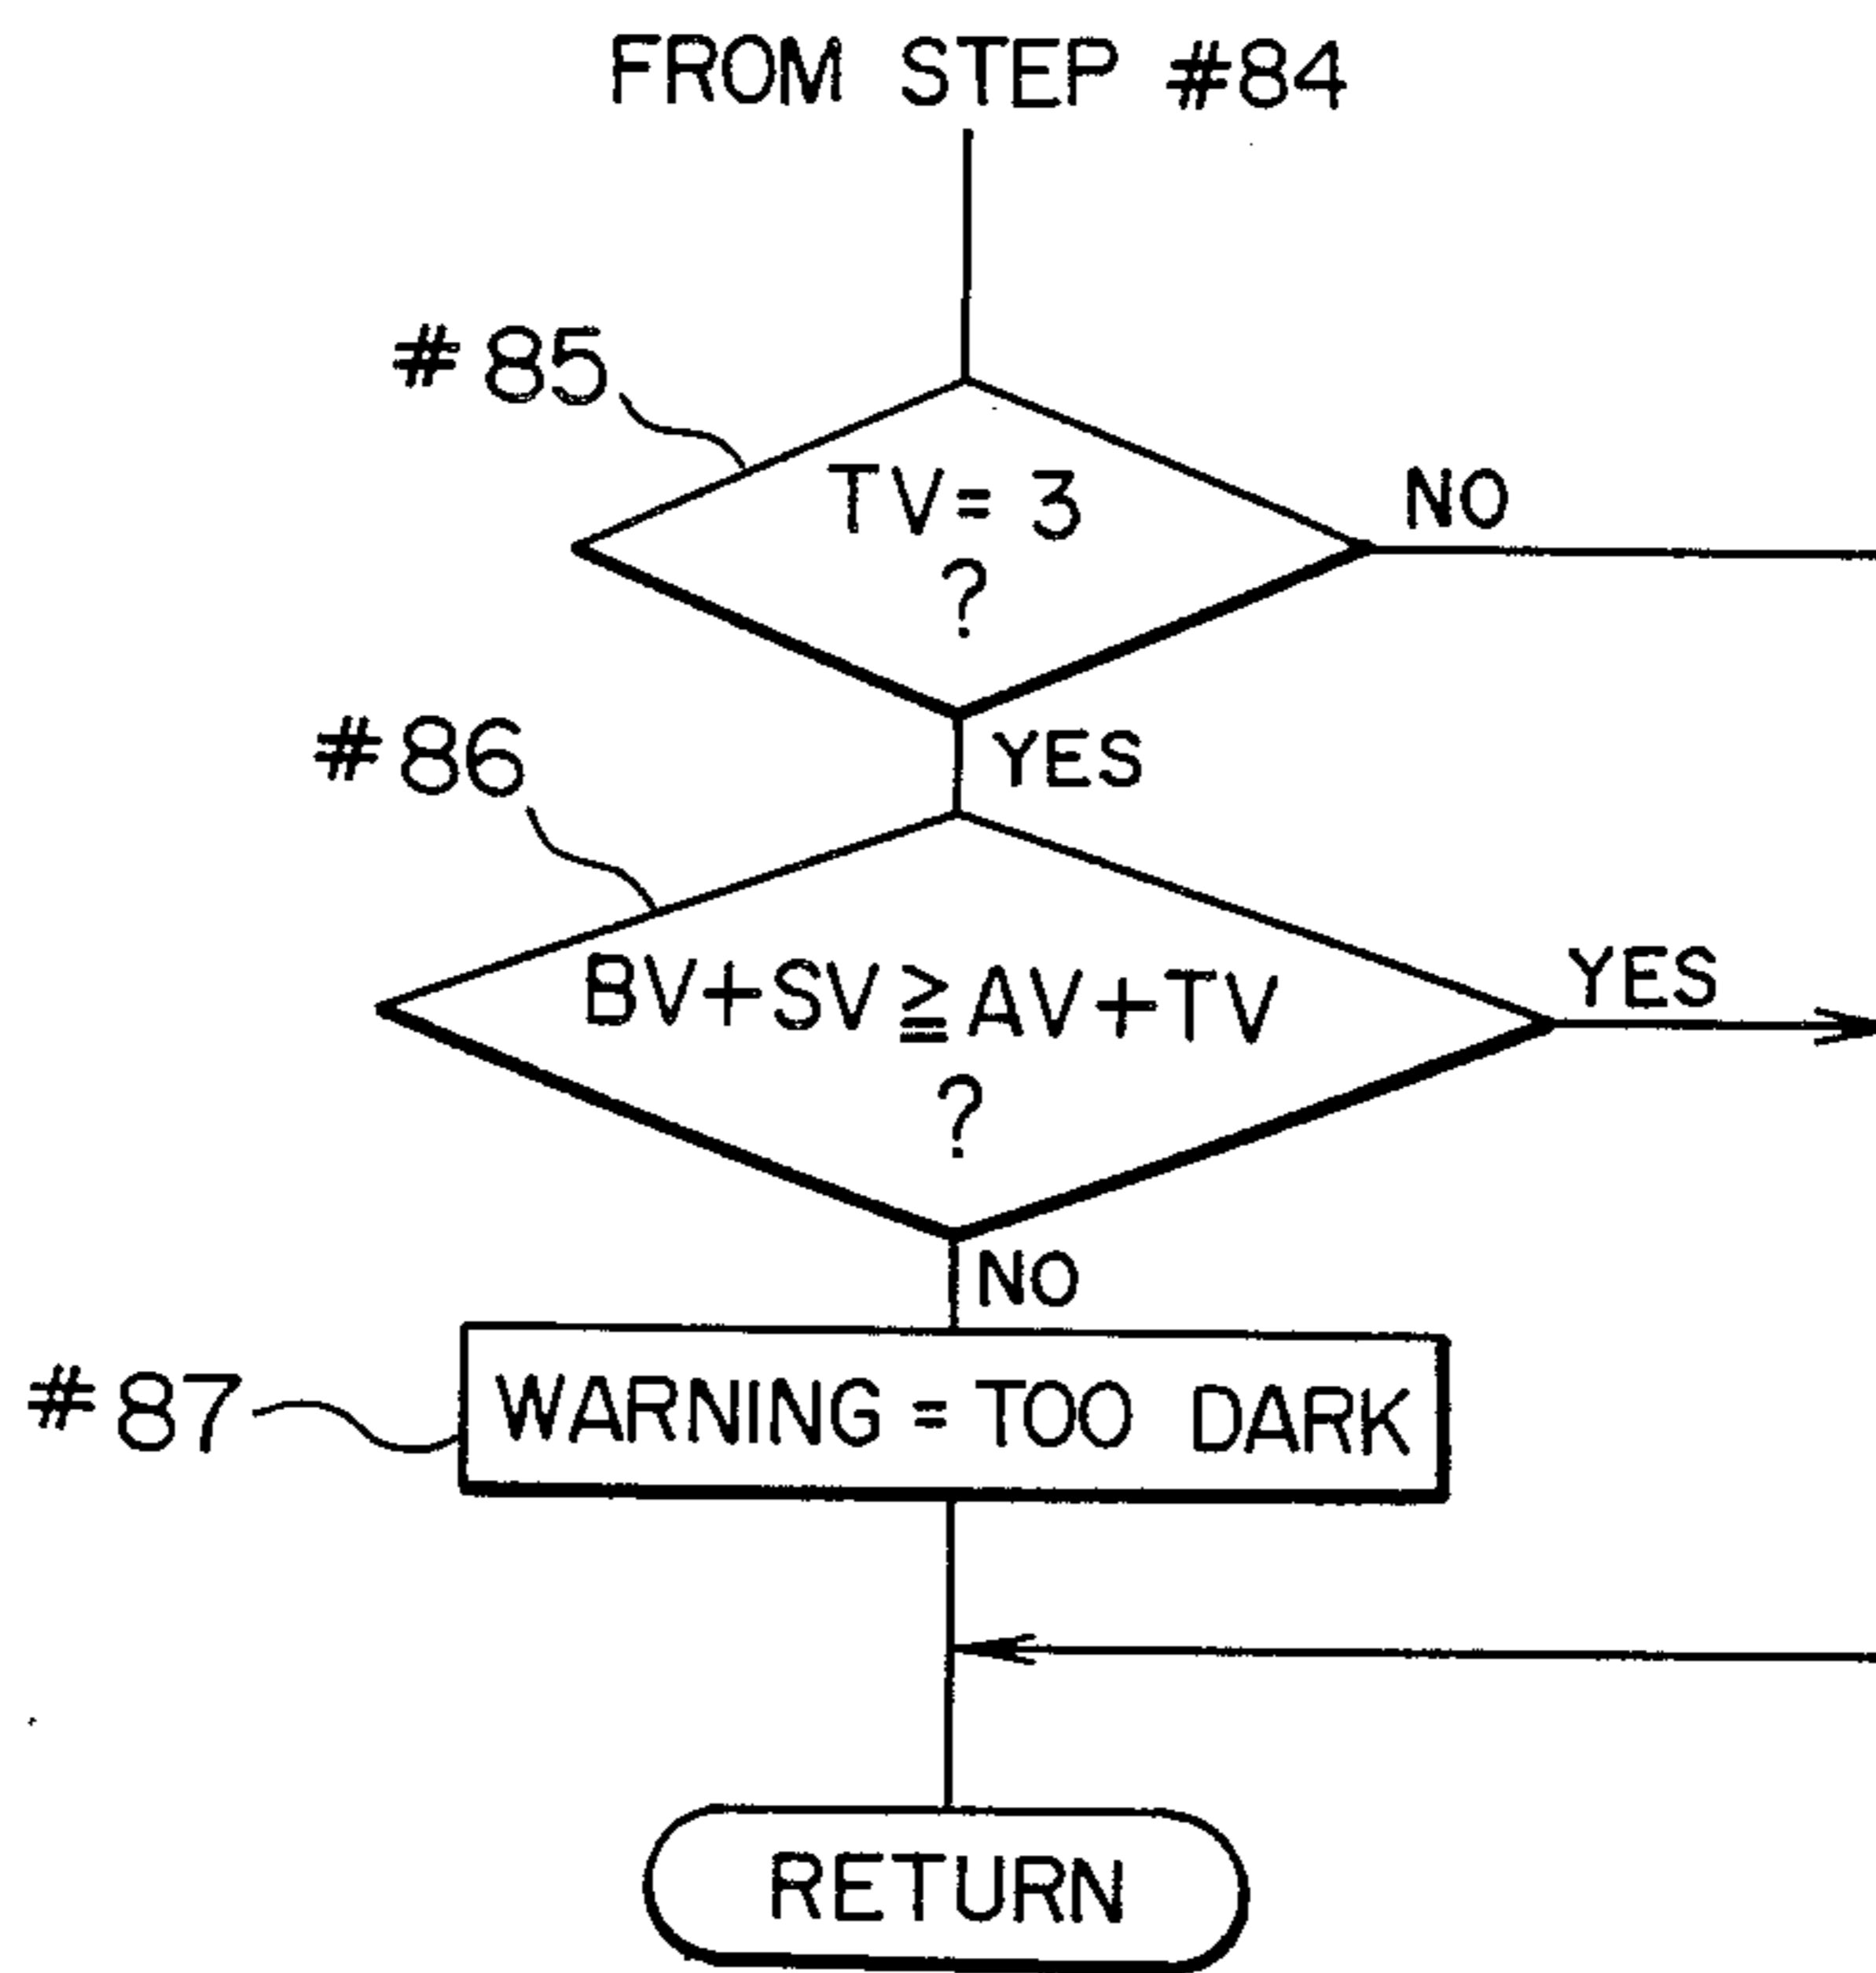 FROM STEP #84
#85
TV=3
?
NO
YES
#86
BV+SV≧AV+TV
?
YES
NO
#87
WARNING = TOO DARK
RETURN